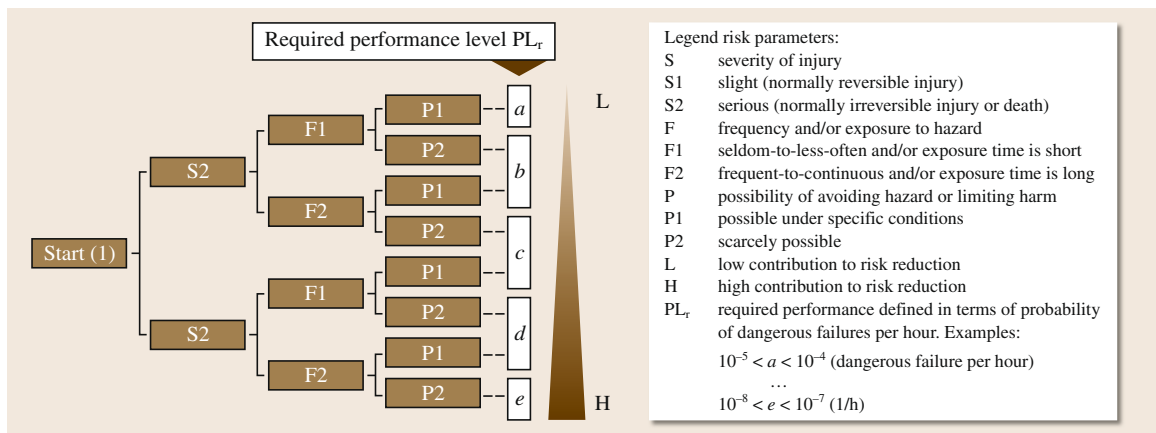 Required performance level PLr
Start (1)
S2
F1
P1
a
P2
b
F2
P1
P2
c
S2
F1
P1
P2
d
F2
P1
P2
e
L
H
Legend risk parameters:
S severity of injury
S1 slight (normally reversible injury)
S2 serious (normally irreversible injury or death)
F frequency and/or exposure to hazard
F1 seldom-to-less-often and/or exposure time is short
F2 frequent-to-continuous and/or exposure time is long
P possibility of avoiding hazard or limiting harm
P1 possible under specific conditions
P2 scarcely possible
L low contribution to risk reduction
H high contribution to risk reduction
PLr required performance defined in terms of probability
of dangerous failures per hour. Examples:
10⁻⁵ < a < 10⁻⁴ (dangerous failure per hour)
…
10⁻⁸ < e < 10⁻⁷ (1/h)